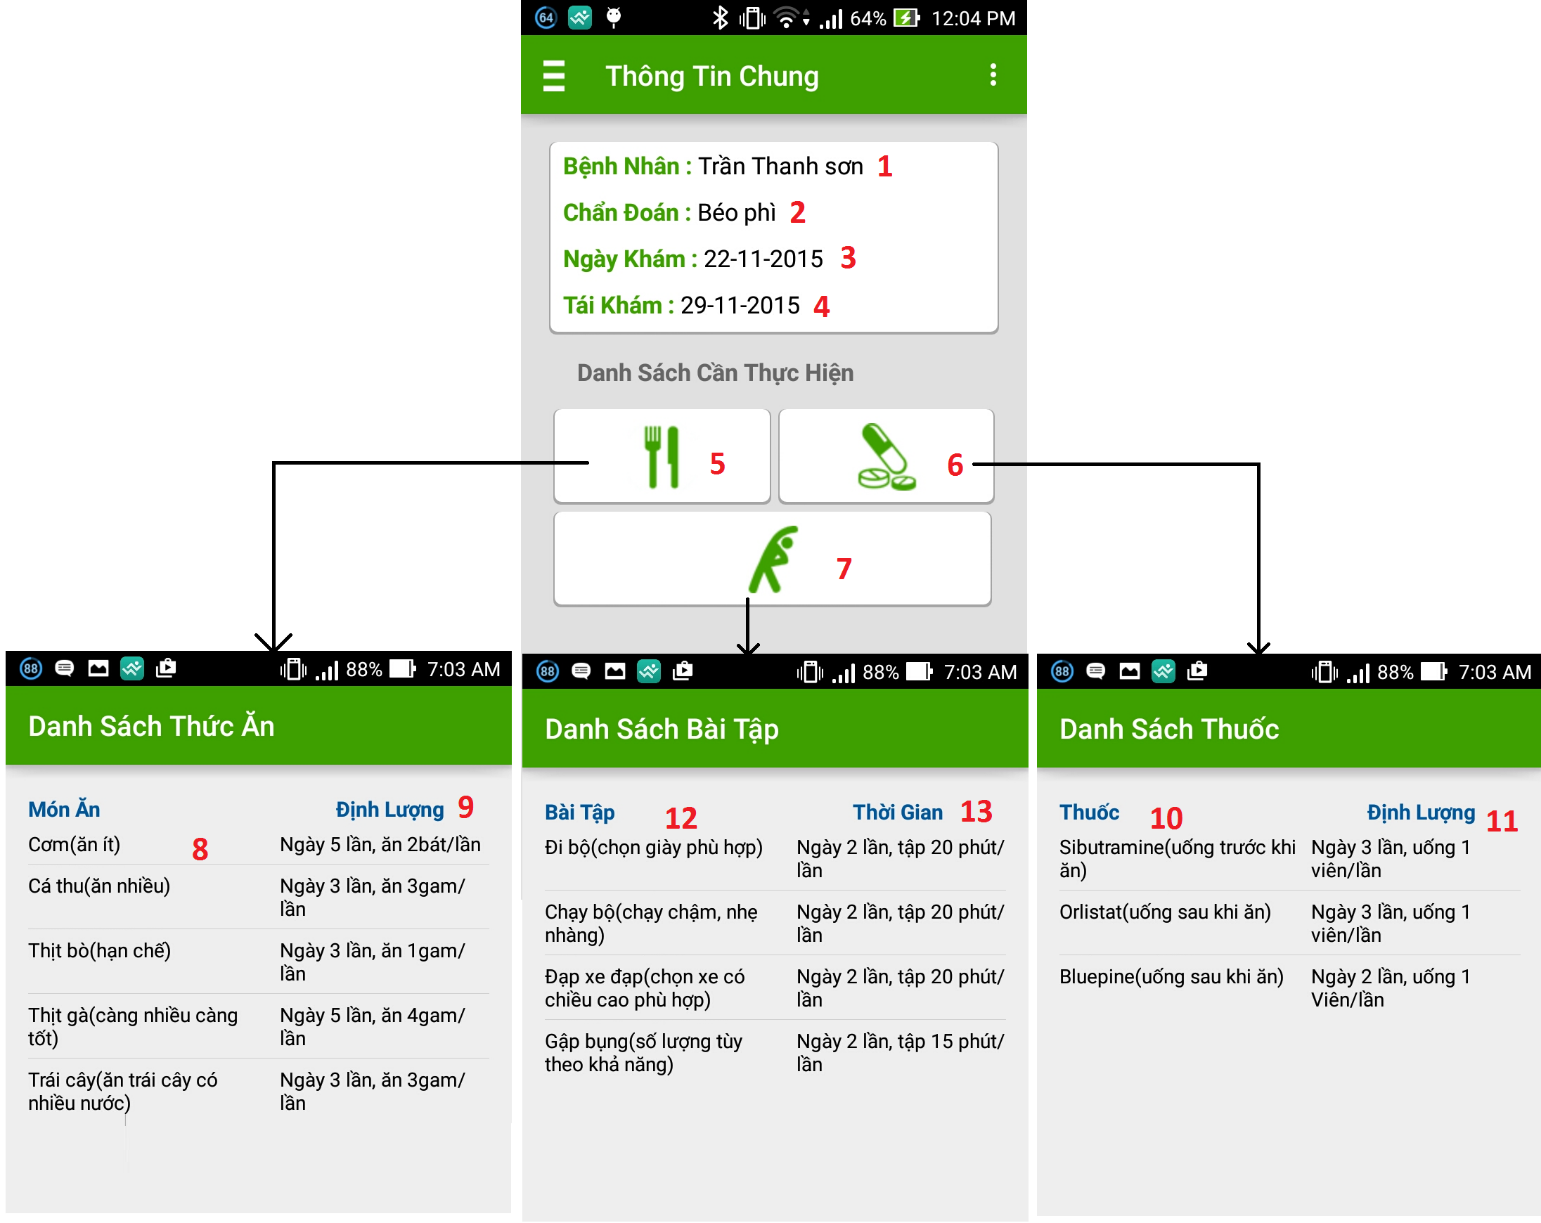 64 64% 12:04 PM
Thông Tin Chung
Bệnh Nhân : Trần Thanh sơn 1
Chẩn Đoán : Béo phì 2
Ngày Khám : 22-11-2015 3
Tái Khám : 29-11-2015 4
Danh Sách Cần Thực Hiện
5
6
7
88 88% 7:03 AM
Danh Sách Thức Ăn
Món Ăn Định Lượng 9
Cơm(ăn ít) 8 Ngày 5 lần, ăn 2bát/lần
Cá thu(ăn nhiều) Ngày 3 lần, ăn 3gam/
lần
Thịt bò(hạn chế) Ngày 3 lần, ăn 1gam/
lần
Thịt gà(càng nhiều càng Ngày 5 lần, ăn 4gam/
tốt) lần
Trái cây(ăn trái cây có Ngày 3 lần, ăn 3gam/
nhiều nước) lần
88 88% 7:03 AM
Danh Sách Bài Tập
Bài Tập 12 Thời Gian 13
Đi bộ(chọn giày phù hợp) Ngày 2 lần, tập 20 phút/
lần
Chạy bộ(chạy chậm, nhẹ Ngày 2 lần, tập 20 phút/
nhàng) lần
Đạp xe đạp(chọn xe có Ngày 2 lần, tập 20 phút/
chiều cao phù hợp) lần
Gập bụng(số lượng tùy Ngày 2 lần, tập 15 phút/
theo khả năng) lần
88 88% 7:03 AM
Danh Sách Thuốc
Thuốc 10 Định Lượng 11
Sibutramine(uống trước khi Ngày 3 lần, uống 1
ăn) viên/lần
Orlistat(uống sau khi ăn) Ngày 3 lần, uống 1
viên/lần
Bluepine(uống sau khi ăn) Ngày 2 lần, uống 1
Viên/lần